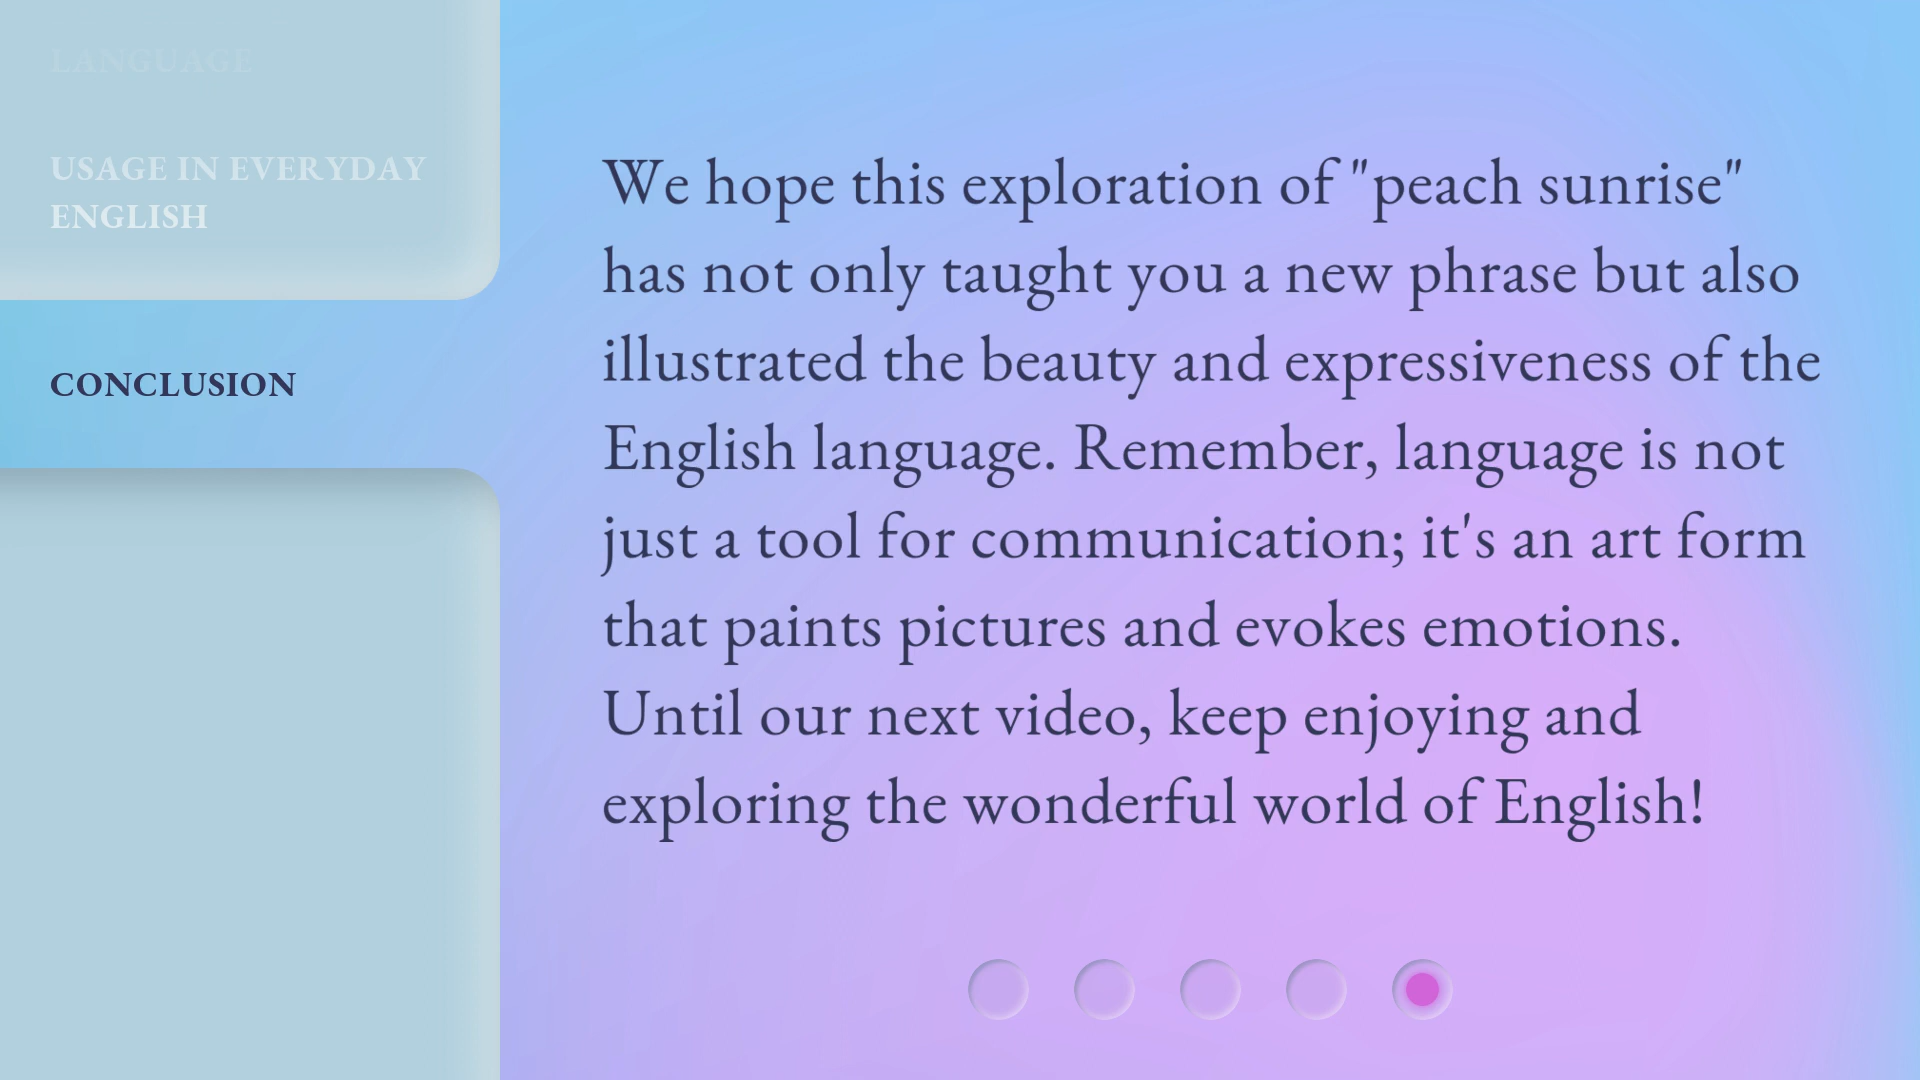 LANGUAGE
USAGE IN EVERYDAY
ENGLISH
CONCLUSION
We hope this exploration of "peach sunrise"
has not only taught you a new phrase but also
illustrated the beauty and expressiveness of the
English language. Remember, language is not
just a tool for communication; it's an art form
that paints pictures and evokes emotions.
Until our next video, keep enjoying and
exploring the wonderful world of English!